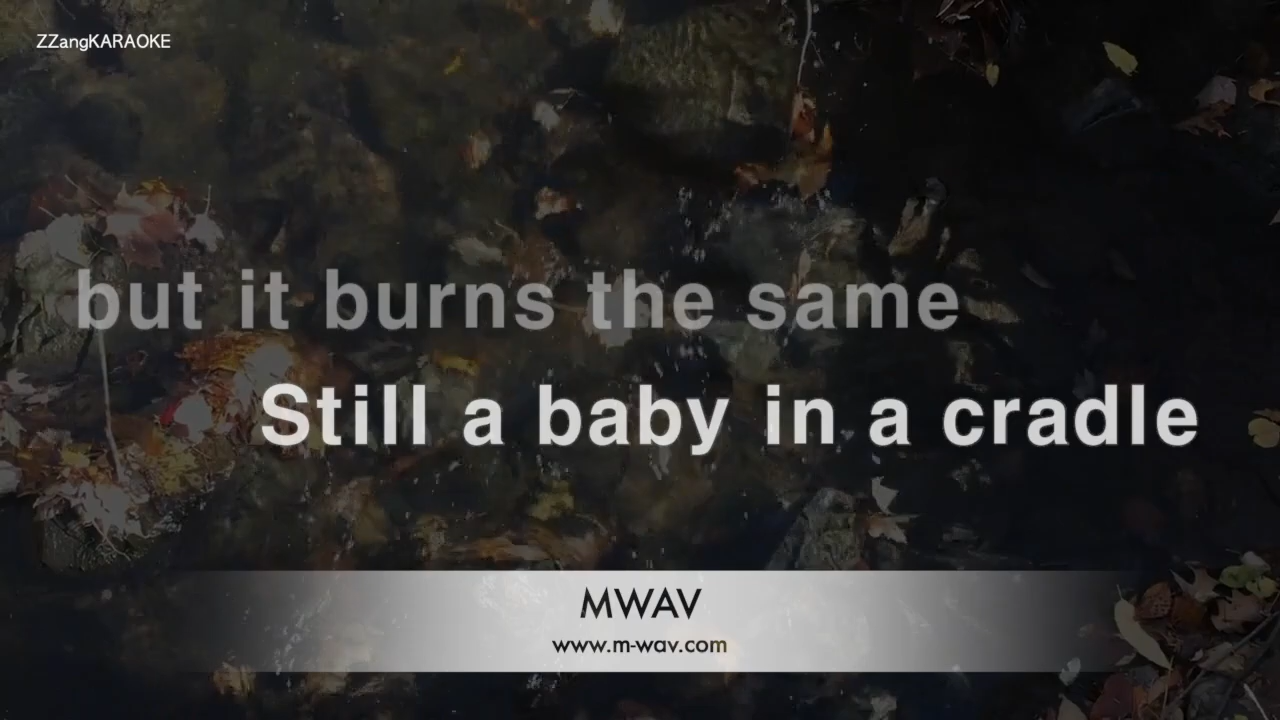 ZZangKARAOKE
but it burns the same
Still a baby in a cradle
MWAV
www.m-wav.com